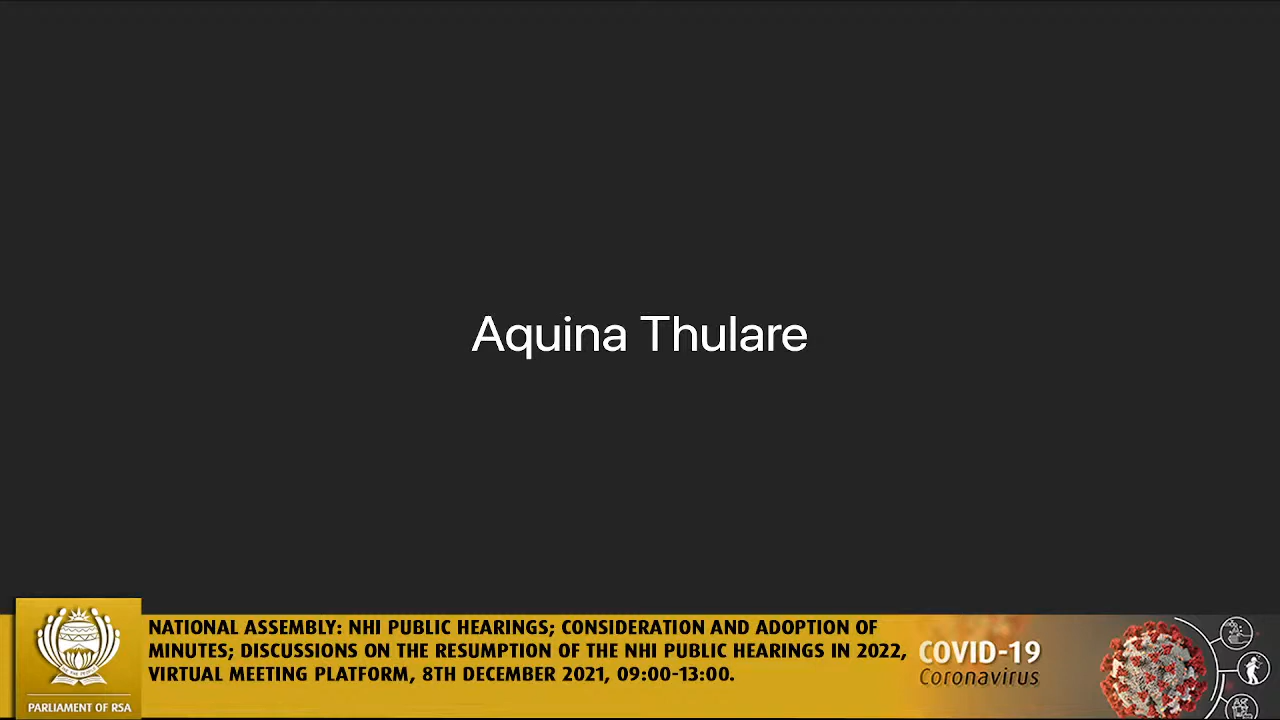 Aquina Thulare
NATIONAL ASSEMBLY: NHI PUBLIC HEARINGS; CONSIDERATION AND ADOPTION OF
MINUTES; DISCUSSIONS ON THE RESUMPTION OF THE NHI PUBLIC HEARINGS IN 2022,
VIRTUAL MEETING PLATFORM, 8TH DECEMBER 2021, 09:00-13:00.
PARLIAMENT OF RSA
COVID-19
Coronavirus